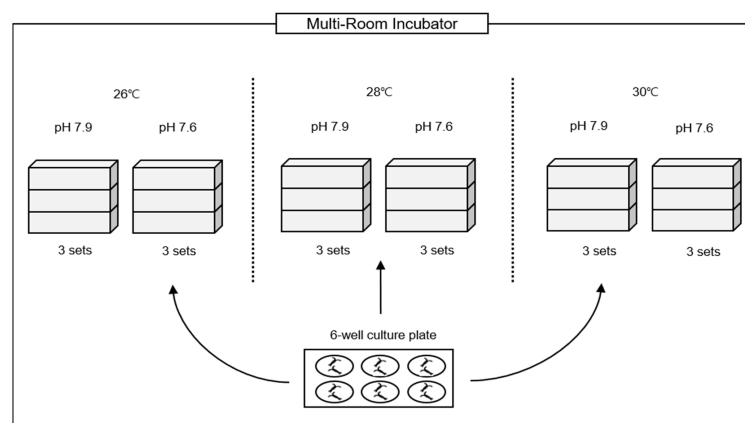 Multi-Room Incubator
26℃
28℃
30℃
pH 7.9
pH 7.6
pH 7.9
pH 7.6
pH 7.9
pH 7.6
3 sets
3 sets
3 sets
3 sets
3 sets
3 sets
6-well culture plate